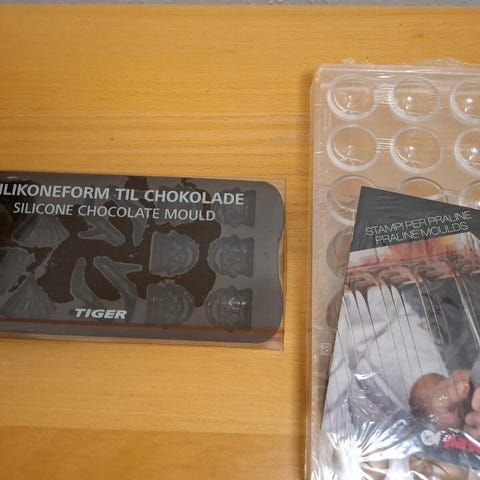 ILIKONEFORM TIL CHOKOLADE
SILICONE CHOCOLATE MOULD
TIGER
STAMPI PER PRALINE
PRALINE MOULDS